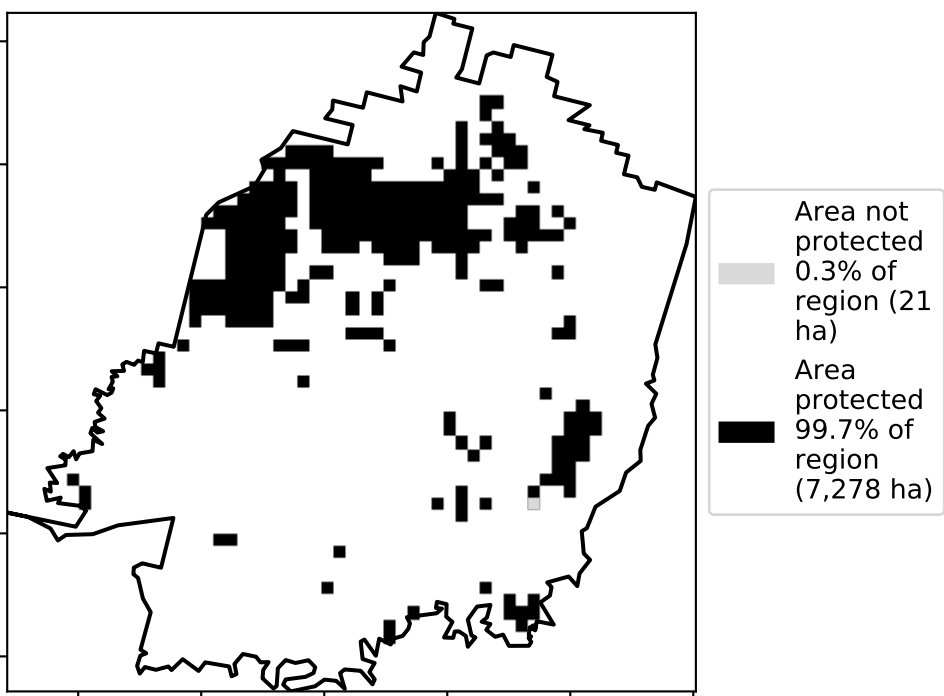 Area not
protected
0.3% of
region (21
ha)
Area
protected
99.7% of
region
(7,278 ha)